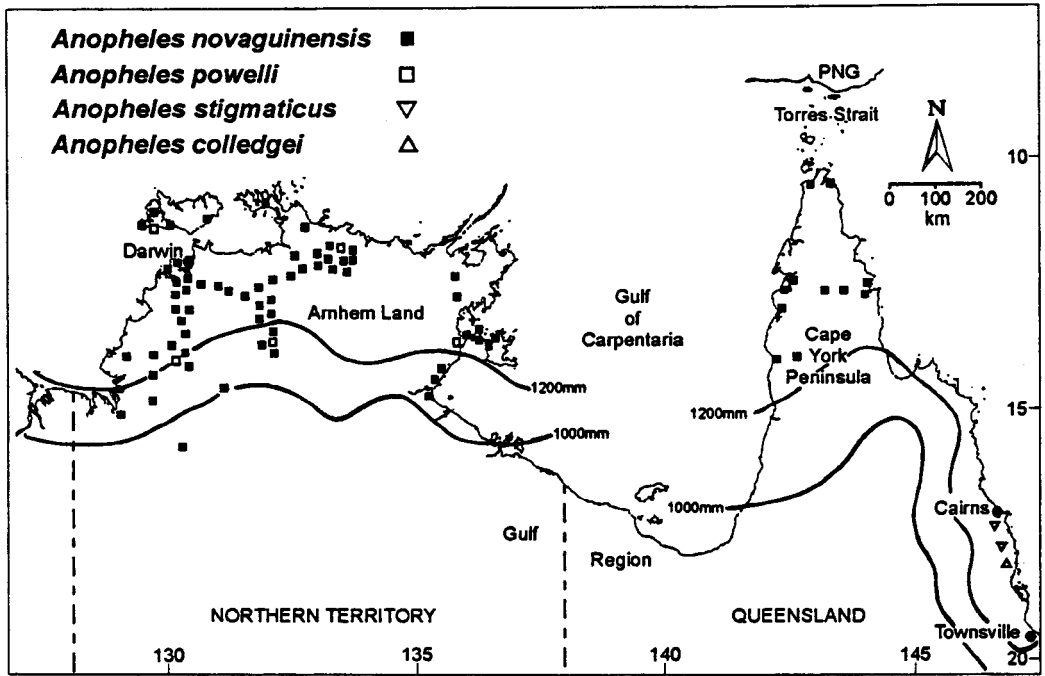 Anopheles novaguinensis
Anopheles powelli
Anopheles stigmaticus
Anopheles colledgei
PNG
Torres Strait
N
0 100 200
km
10
Darwin
Arnhem Land
Gulf
of
Carpentaria
Cape
York
Peninsula
1200mm
1200mm
15
1000mm
1000mm
Cairns
Gulf
Region
NORTHERN TERRITORY
QUEENSLAND
Townsville
130
135
140
145
20